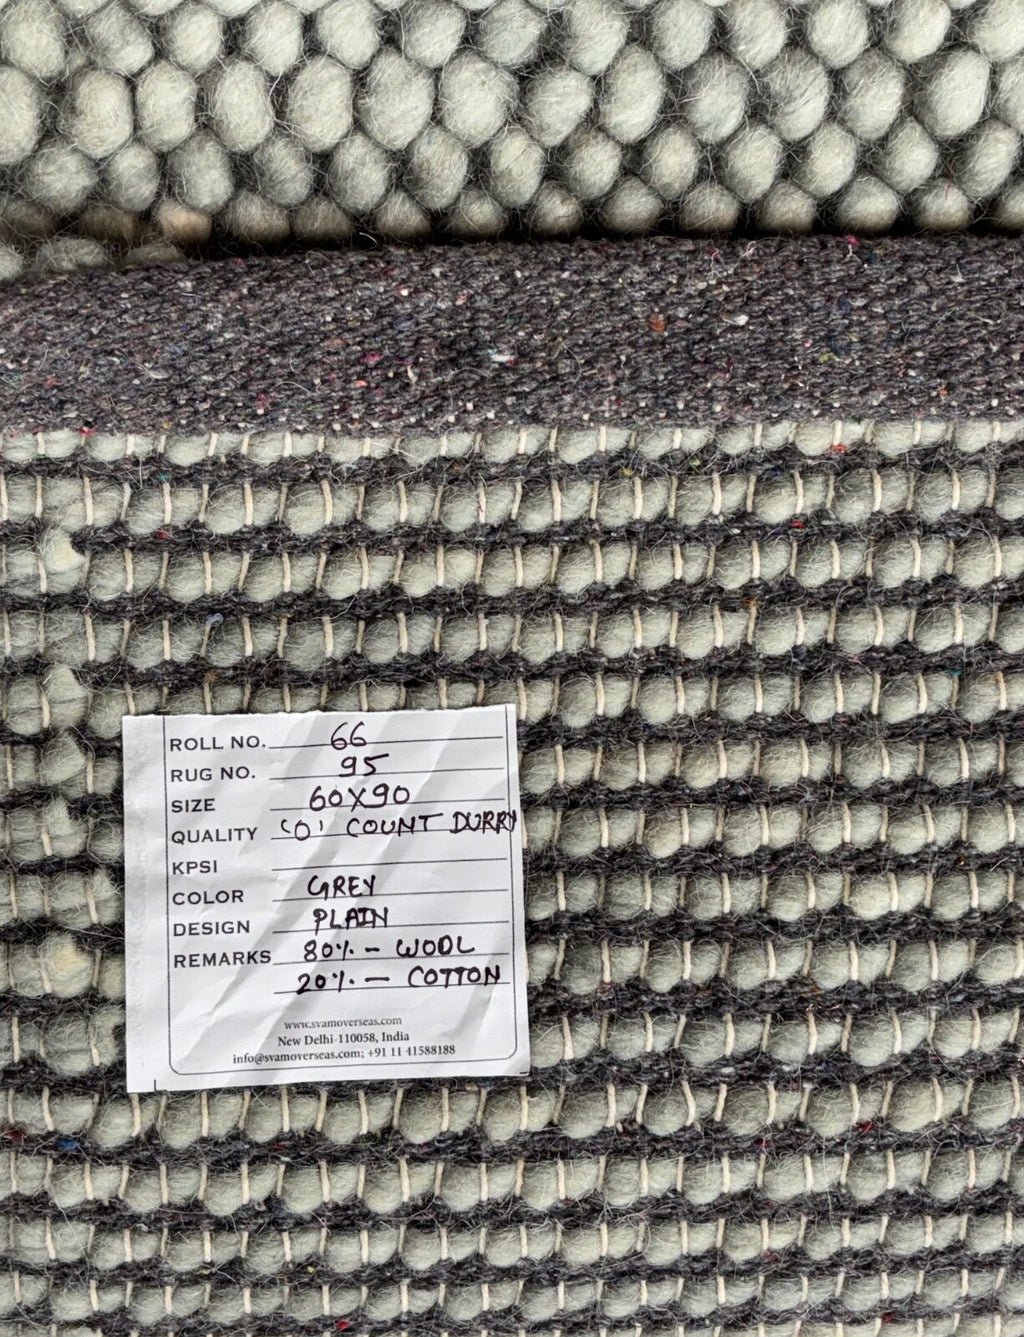 ROLL NO. 66
RUG NO. 95
SIZE 60X90
QUALITY 'O' COUNT DURRY
KPSI
COLOR GREY
DESIGN PLAIN
REMARKS 80% - WOOL
20% - COTTON
www.svamoverseas.com
New Delhi-110058, India
info@svamoverseas.com; +91 11 41588188